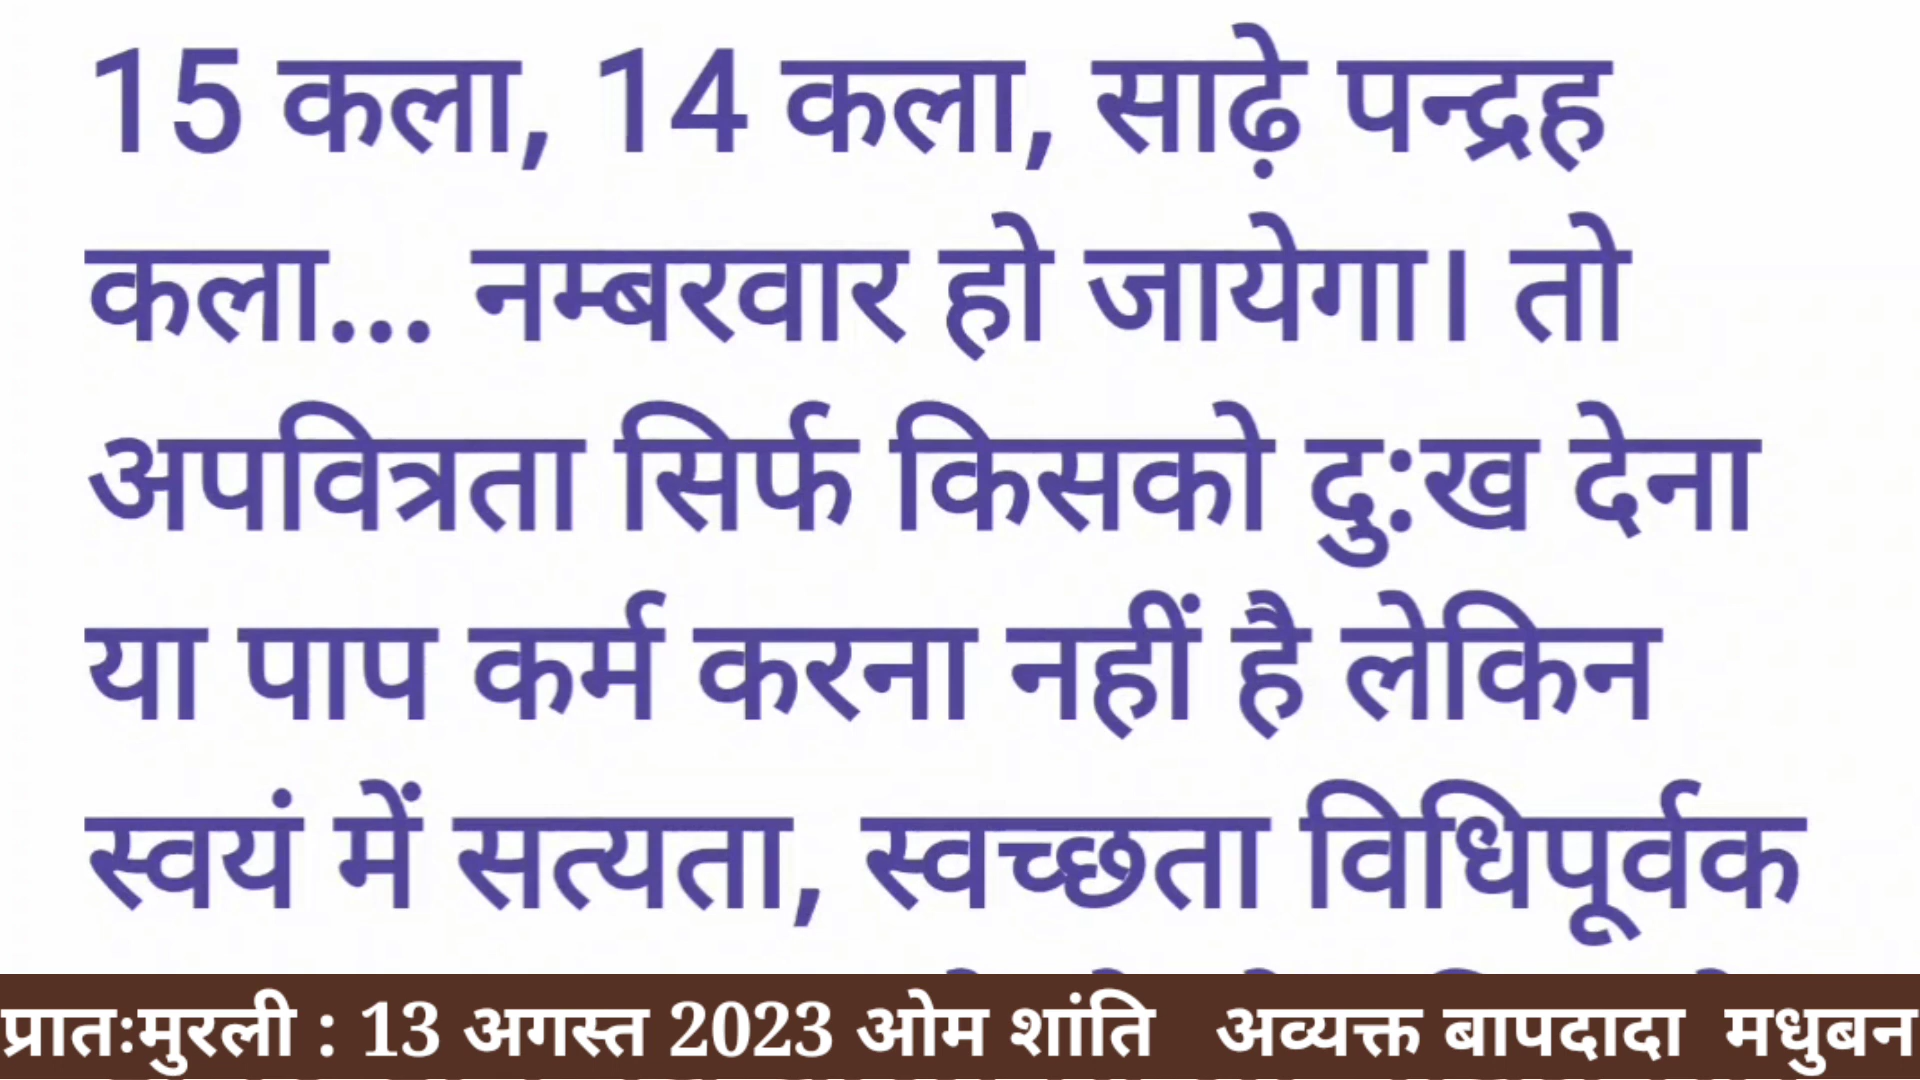 15 कला, 14 कला, साढ़े पन्द्रह
कला... नम्बरवार हो जायेगा। तो
अपवित्रता सिर्फ किसको दु:ख देना
या पाप कर्म करना नहीं है लेकिन
स्वयं में सत्यता, स्वच्छता विधिपूर्वक
प्रातःमुरली : 13 अगस्त 2023 ओम शांति   अव्यक्त बापदादा  मधुबन